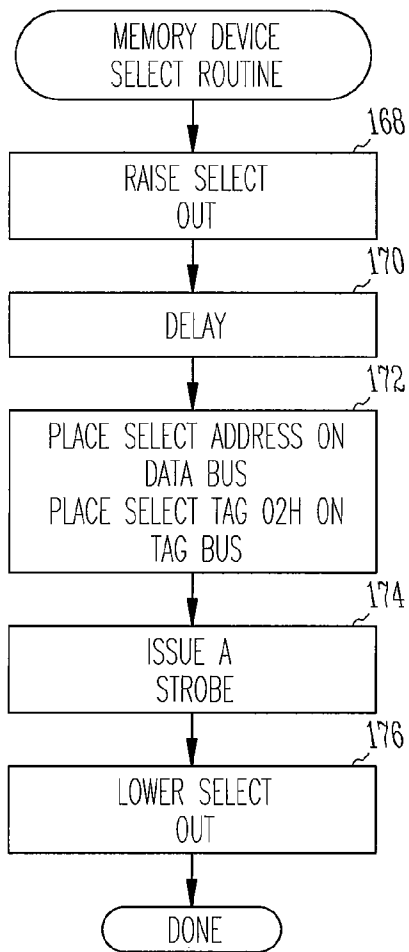 MEMORY DEVICE
SELECT ROUTINE
168
RAISE SELECT
OUT
170
DELAY
172
PLACE SELECT ADDRESS ON
DATA BUS
PLACE SELECT TAG 02H ON
TAG BUS
174
ISSUE A
STROBE
176
LOWER SELECT
OUT
DONE